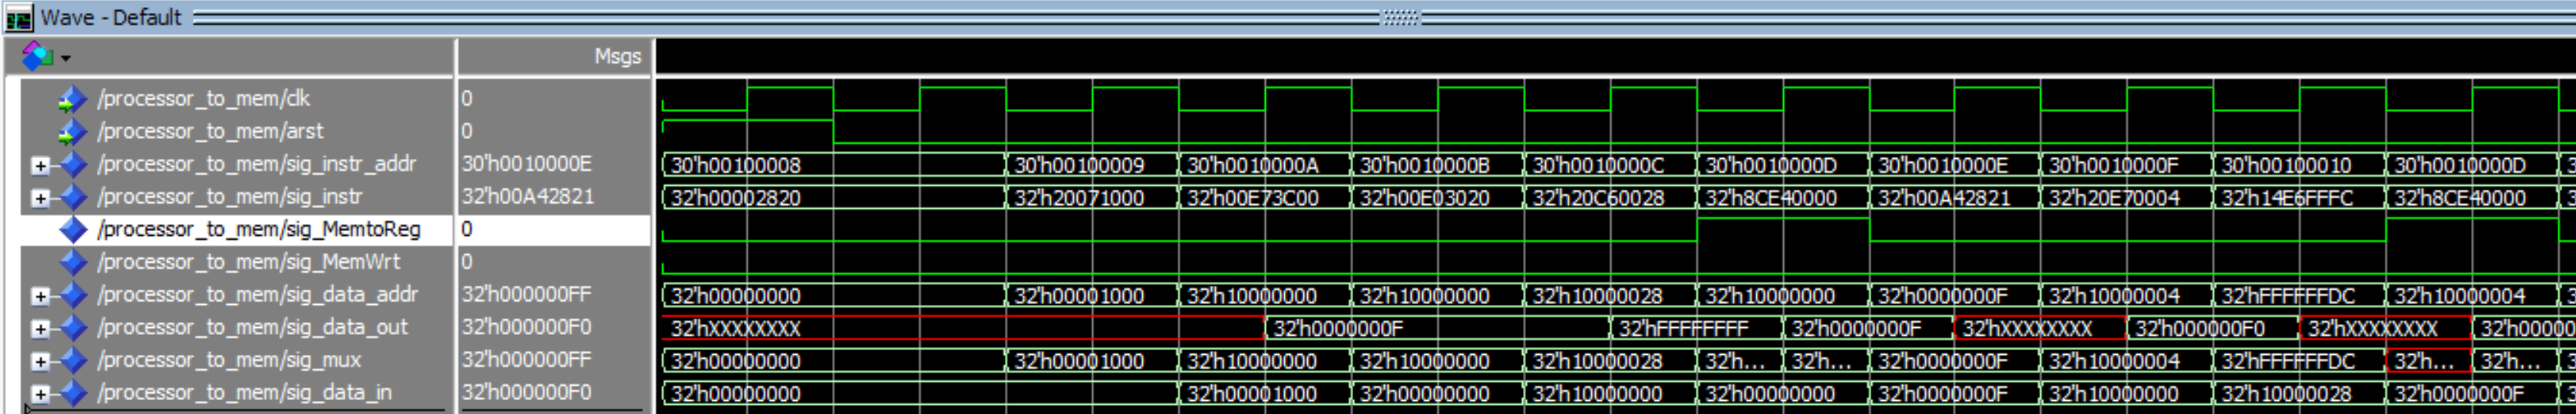 Wave - Default
Msgs
/processor_to_mem/clk 0
/processor_to_mem/arst 0
/processor_to_mem/sig_instr_addr 30'h0010000E 30'h00100008 30'h00100009 30'h0010000A 30'h0010000B 30'h0010000C 30'h0010000D 30'h0010000E 30'h0010000F 30'h00100010 30'h0010000D 3
/processor_to_mem/sig_instr 32'h00A42821 32'h00002820 32'h20071000 32'h00E73C00 32'h00E03020 32'h20C60028 32'h8CE40000 32'h00A42821 32'h20E70004 32'h14E6FFFC 32'h8CE40000 3
/processor_to_mem/sig_MemtoReg 0
/processor_to_mem/sig_MemWrt 0
/processor_to_mem/sig_data_addr 32'h000000FF 32'h00000000 32'h00001000 32'h10000000 32'h10000000 32'h10000028 32'h10000000 32'h0000000F 32'h10000004 32'hFFFFFFDC 32'h10000004 3
/processor_to_mem/sig_data_out 32'h000000F0 32'hXXXXXXXX 32'h0000000F 32'hFFFFFFFF 32'h0000000F 32'hXXXXXXXX 32'h000000F0 32'hXXXXXXXX 32'h00000
/processor_to_mem/sig_mux 32'h000000FF 32'h00000000 32'h00001000 32'h10000000 32'h10000000 32'h10000028 32'h... 32'h... 32'h0000000F 32'h10000004 32'hFFFFFFDC 32'h... 32'h... 3
/processor_to_mem/sig_data_in 32'h000000F0 32'h00000000 32'h00001000 32'h00000000 32'h10000000 32'h00000000 32'h0000000F 32'h10000000 32'h10000028 32'h0000000F 3